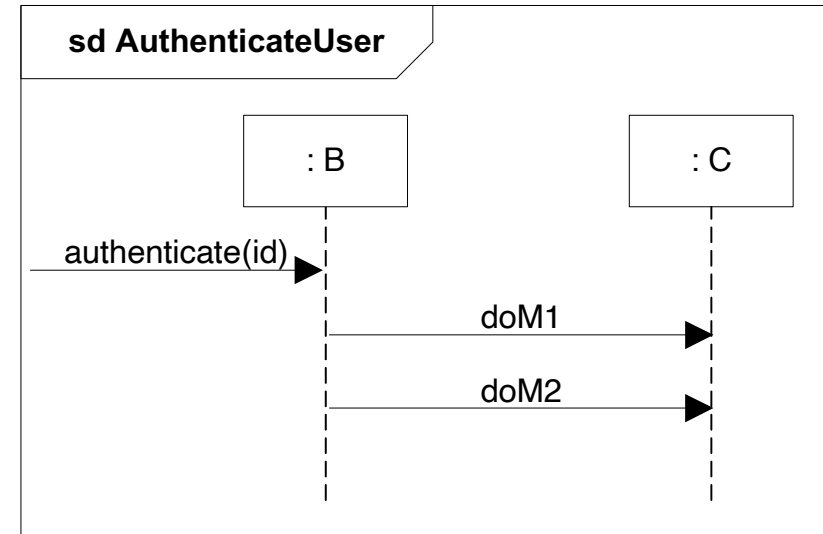 sd AuthenticateUser
: B
: C
authenticate(id)
doM1
doM2